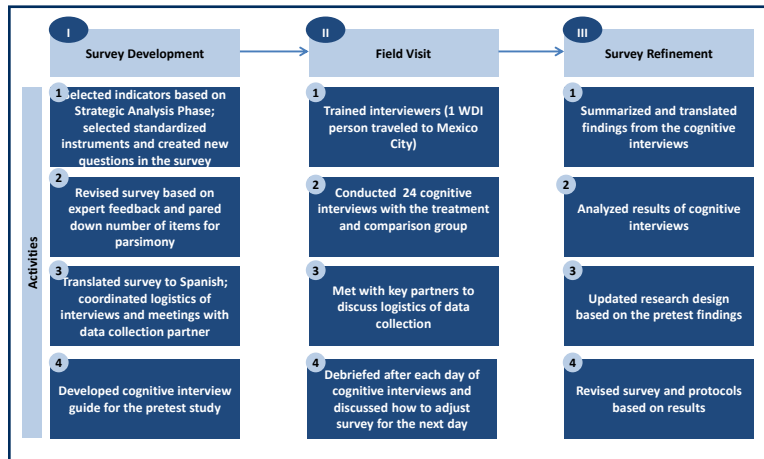 I
Survey Development
II
Field Visit
III
Survey Refinement
Activities
1
Selected indicators based on
Strategic Analysis Phase;
selected standardized
instruments and created new
questions in the survey
2
Revised survey based on
expert feedback and pared
down number of items for
parsimony
3
Translated survey to Spanish;
coordinated logistics of
interviews and meetings with
data collection partner
4
Developed cognitive interview
guide for the pretest study
1
Trained interviewers (1 WDI
person traveled to Mexico
City)
2
Conducted 24 cognitive
interviews with the treatment
and comparison group
3
Met with key partners to
discuss logistics of data
collection
4
Debriefed after each day of
cognitive interviews and
discussed how to adjust
survey for the next day
1
Summarized and translated
findings from the cognitive
interviews
2
Analyzed results of cognitive
interviews
3
Updated research design
based on the pretest findings
4
Revised survey and protocols
based on results